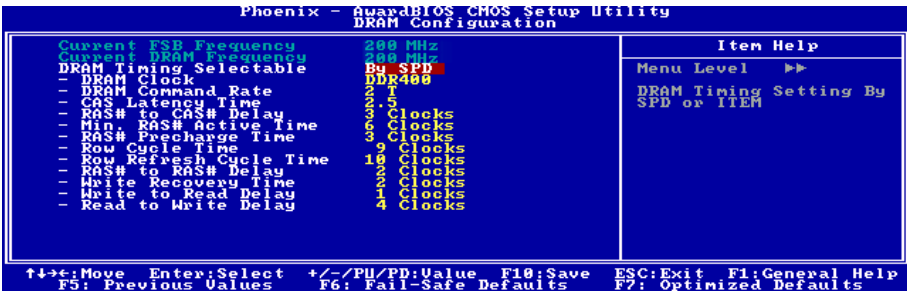 Phoenix - AwardBIOS CMOS Setup Utility
DRAM Configuration
Current FSB Frequency 200 MHz
Current DRAM Frequency 200 MHz
DRAM Timing Selectable By SPD
- DRAM Clock DDR400
- DRAM Command Rate 2 T
- CAS Latency Time 2.5
- RAS# to CAS# Delay 3 Clocks
- Min. RAS# Active Time 6 Clocks
- RAS# Precharge Time 3 Clocks
- Row Cycle Time 9 Clocks
- Row Refresh Cycle Time 10 Clocks
- RAS# to RAS# Delay 2 Clocks
- Write Recovery Time 2 Clocks
- Write to Read Delay 1 Clocks
- Read to Write Delay 4 Clocks
Item Help
Menu Level ▶▶
DRAM Timing Setting By
SPD or ITEM
↑↓→←:Move Enter:Select +/-/PU/PD:Value F10:Save ESC:Exit F1:General Help
F5: Previous Values F6: Fail-Safe Defaults F7: Optimized Defaults